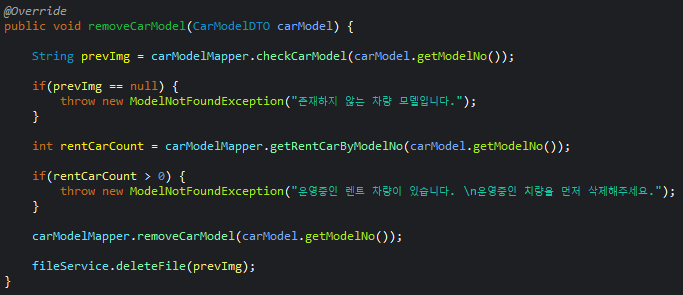 @Override
public void removeCarModel(CarModelDTO carModel) {
String prevImg = carModelMapper.checkCarModel(carModel.getModelNo());
if(prevImg == null) {
throw new ModelNotFoundException("존재하지 않는 차량 모델입니다.");
}
int rentCarCount = carModelMapper.getRentCarByModelNo(carModel.getModelNo());
if(rentCarCount > 0) {
throw new ModelNotFoundException("운영중인 렌트 차량이 있습니다. \n운영중인 치량을 먼저 삭제해주세요.");
}
carModelMapper.removeCarModel(carModel.getModelNo());
fileService.deleteFile(prevImg);
}